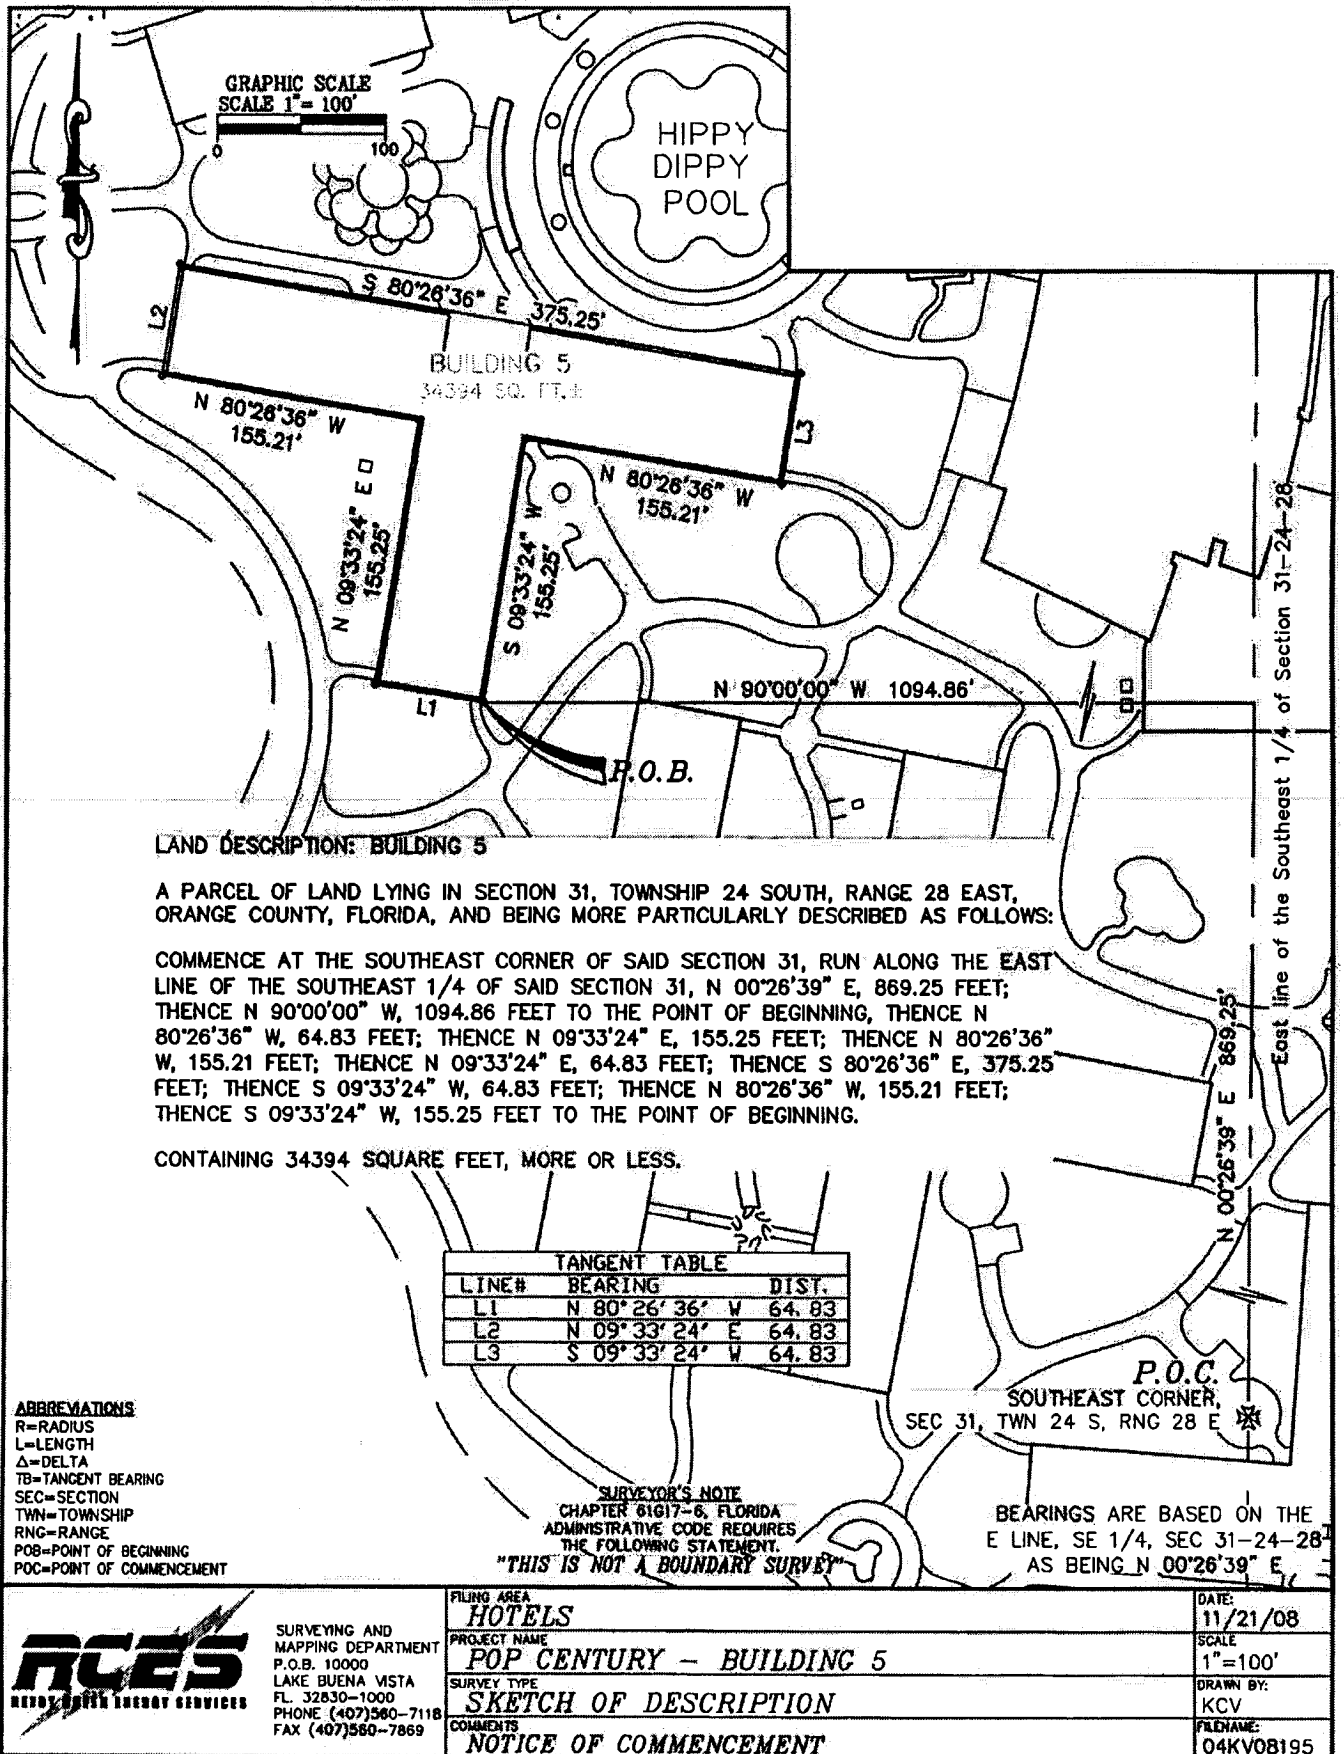 GRAPHIC SCALE
SCALE 1"= 100'
0 100
HIPPY
DIPPY
POOL
S 80°26'36" E 375.25'
L2
BUILDING 5
34394 SQ. FT.±
N 80°26'36" W
155.21'
L3
N 80°26'36" W
155.21'
N 09°33'24" E
155.25'
S 09°33'24" W
155.25'
East line of the Southeast 1/4 of Section 31-24-28
N 90°00'00" W 1094.86'
L1
P.O.B.
LAND DESCRIPTION: BUILDING 5
A PARCEL OF LAND LYING IN SECTION 31, TOWNSHIP 24 SOUTH, RANGE 28 EAST,
ORANGE COUNTY, FLORIDA, AND BEING MORE PARTICULARLY DESCRIBED AS FOLLOWS:
COMMENCE AT THE SOUTHEAST CORNER OF SAID SECTION 31, RUN ALONG THE EAST
LINE OF THE SOUTHEAST 1/4 OF SAID SECTION 31, N 00°26'39" E, 869.25 FEET;
THENCE N 90°00'00" W, 1094.86 FEET TO THE POINT OF BEGINNING, THENCE N
80°26'36" W, 64.83 FEET; THENCE N 09°33'24" E, 155.25 FEET; THENCE N 80°26'36"
W, 155.21 FEET; THENCE N 09°33'24" E, 64.83 FEET; THENCE S 80°26'36" E, 375.25
FEET; THENCE S 09°33'24" W, 64.83 FEET; THENCE N 80°26'36" W, 155.21 FEET;
THENCE S 09°33'24" W, 155.25 FEET TO THE POINT OF BEGINNING.
CONTAINING 34394 SQUARE FEET, MORE OR LESS.
N 00°26'39" E 869.25'
TANGENT TABLE
LINE# BEARING DIST.
L1 N 80°26'36" W 64.83
L2 N 09°33'24" E 64.83
L3 S 09°33'24" W 64.83
P.O.C.
SOUTHEAST CORNER,
SEC 31, TWN 24 S, RNG 28 E
ABBREVIATIONS
R=RADIUS
L=LENGTH
Δ=DELTA
TB=TANGENT BEARING
SEC=SECTION
TWN=TOWNSHIP
RNG=RANGE
POB=POINT OF BEGINNING
POC=POINT OF COMMENCEMENT
SURVEYOR'S NOTE
CHAPTER 61G17-6, FLORIDA
ADMINISTRATIVE CODE REQUIRES
THE FOLLOWING STATEMENT.
"THIS IS NOT A BOUNDARY SURVEY"
BEARINGS ARE BASED ON THE
E LINE, SE 1/4, SEC 31-24-28
AS BEING N 00°26'39" E
RCES
REEDY CREEK ENERGY SERVICES
SURVEYING AND
MAPPING DEPARTMENT
P.O.B. 10000
LAKE BUENA VISTA
FL. 32830-1000
PHONE (407)560-7118
FAX (407)560-7869
FILING AREA
HOTELS
PROJECT NAME
POP CENTURY - BUILDING 5
SURVEY TYPE
SKETCH OF DESCRIPTION
COMMENTS
NOTICE OF COMMENCEMENT
DATE:
11/21/08
SCALE
1"=100'
DRAWN BY:
KCV
FILENAME:
04KV08195